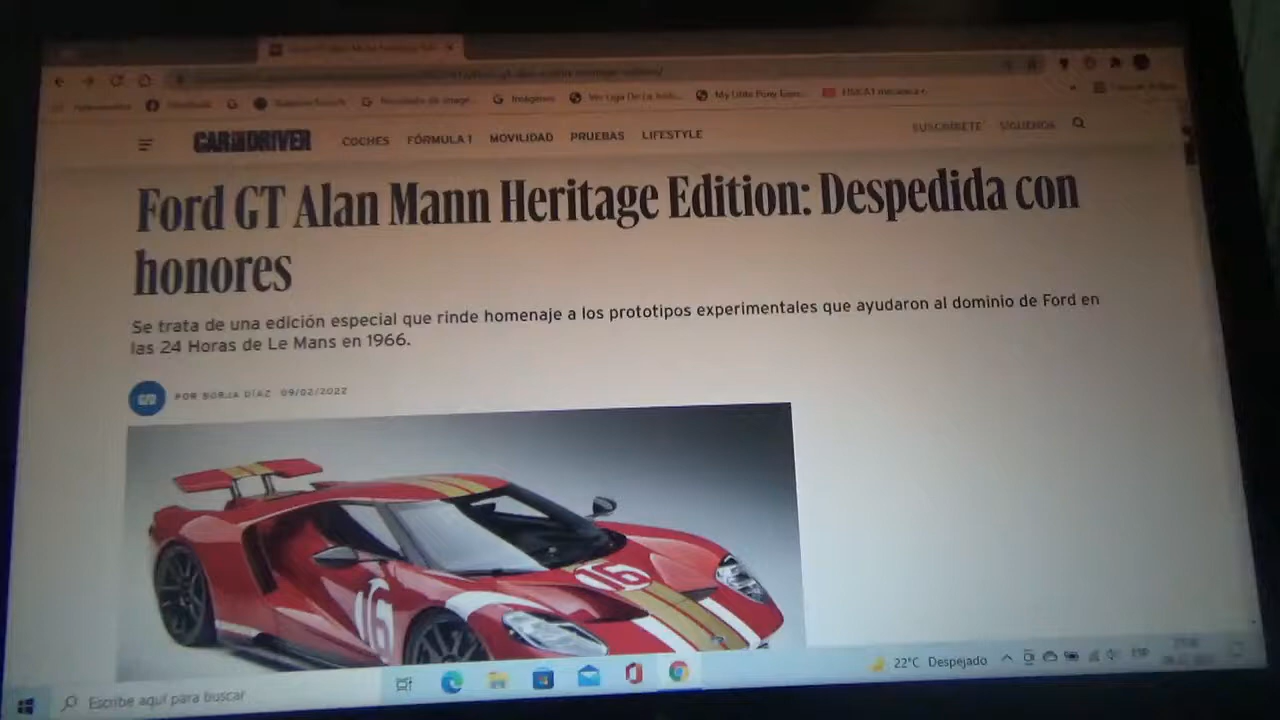 CAR AND DRIVER
COCHES FÓRMULA 1 MOVILIDAD PRUEBAS LIFESTYLE
SUSCRÍBETE SÍGUENOS
Ford GT Alan Mann Heritage Edition: Despedida con
honores
Se trata de una edición especial que rinde homenaje a los prototipos experimentales que ayudaron al dominio de Ford en
las 24 Horas de Le Mans en 1966.
C/D
POR BORJA DÍAZ 09/02/2022
16
16
22°C Despejado
ESP
Escribe aquí para buscar